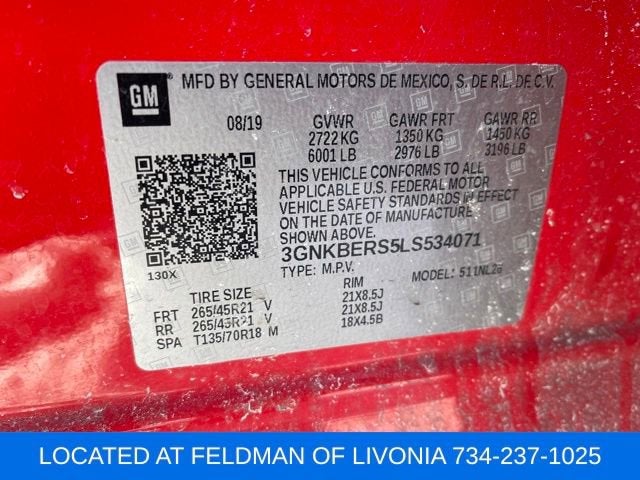 GM MFD BY GENERAL MOTORS DE MEXICO, S. DE R.L. DE C.V.
08/19 GVWR GAWR FRT GAWR RR
2722 KG 1350 KG 1450 KG
6001 LB 2976 LB 3196 LB
THIS VEHICLE CONFORMS TO ALL
APPLICABLE U.S. FEDERAL MOTOR
VEHICLE SAFETY STANDARDS IN EFFECT
ON THE DATE OF MANUFACTURE.
3GNKBERS5LS534071
130X TYPE: M.P.V. MODEL: 511NL26
TIRE SIZE RIM
FRT 265/45R21 V 21X8.5J
RR 265/45R21 V 21X8.5J
SPA T135/70R18 M 18X4.5B
LOCATED AT FELDMAN OF LIVONIA 734-237-1025